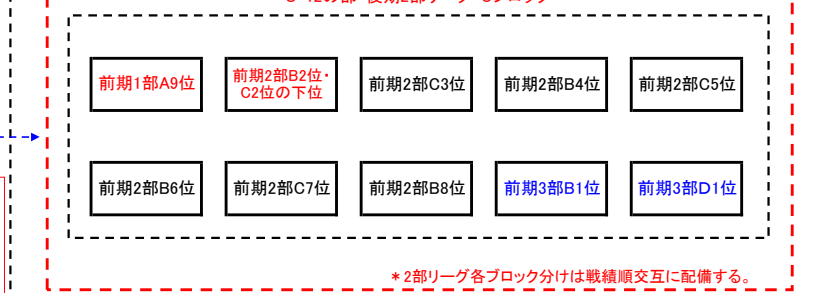 前期1部A9位
前期2部B2位・
C2位の下位
前期2部C3位
前期2部B4位
前期2部C5位
前期2部B6位
前期2部C7位
前期2部B8位
前期3部B1位
前期3部D1位
＊2部リーグ各ブロック分けは戦績順交互に配備する。